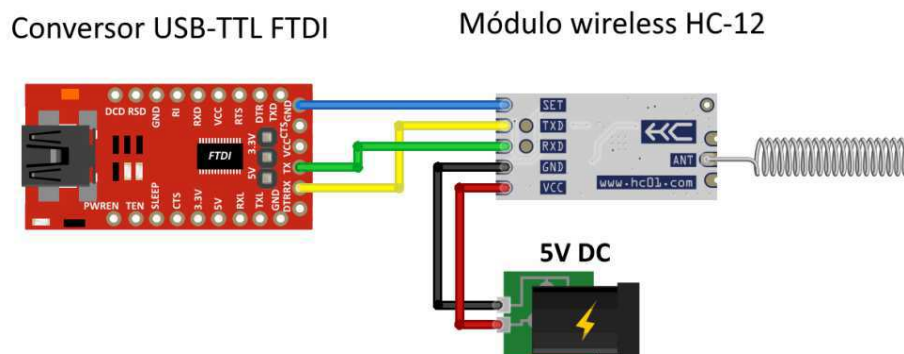 Conversor USB-TTL FTDI
Módulo wireless HC-12
DCD RSD GND RI RXD VCC RTS DTR TXD GND
CTS
VCC
TX
RX
DTR
3.3V
5V
FTDI
PWREN TEN SLEEP CTS 3.3V 5V RXL TXL GND
SET
TXD
RXD
GND
VCC
HC
ANT
www.hc01.com
5V DC